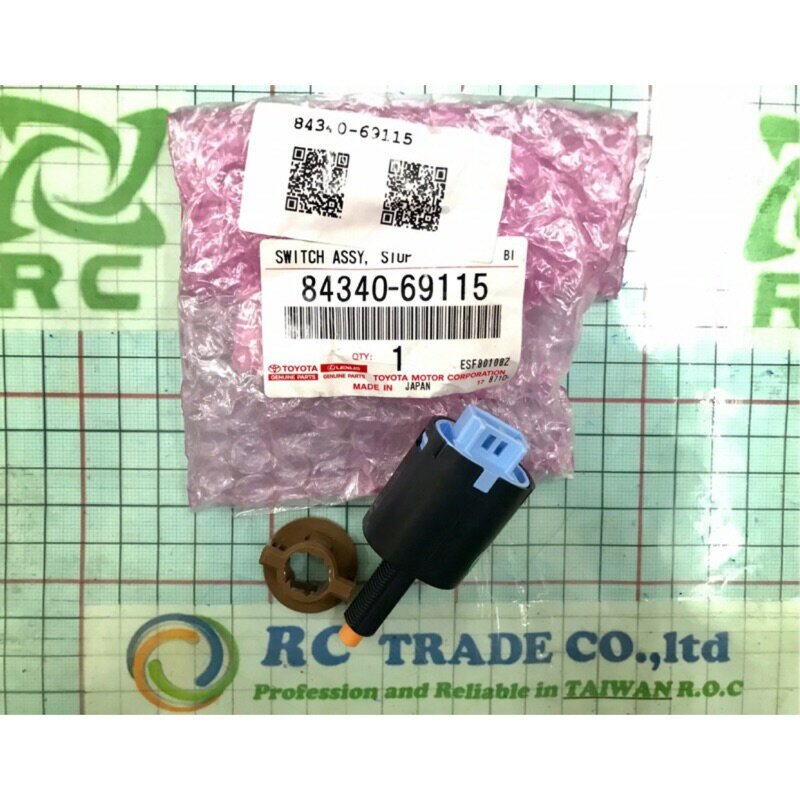 84340-69115
SWITCH ASSY, STOP BI
84340-69115
QTY: 1
ESF90108Z
TOYOTA LEXUS
GENUINE PARTS GENUINE PARTS TOYOTA MOTOR CORPORATION
MADE IN JAPAN
RC
RC TRADE CO.,ltd
Profession and Reliable in TAIWAN R.O.C